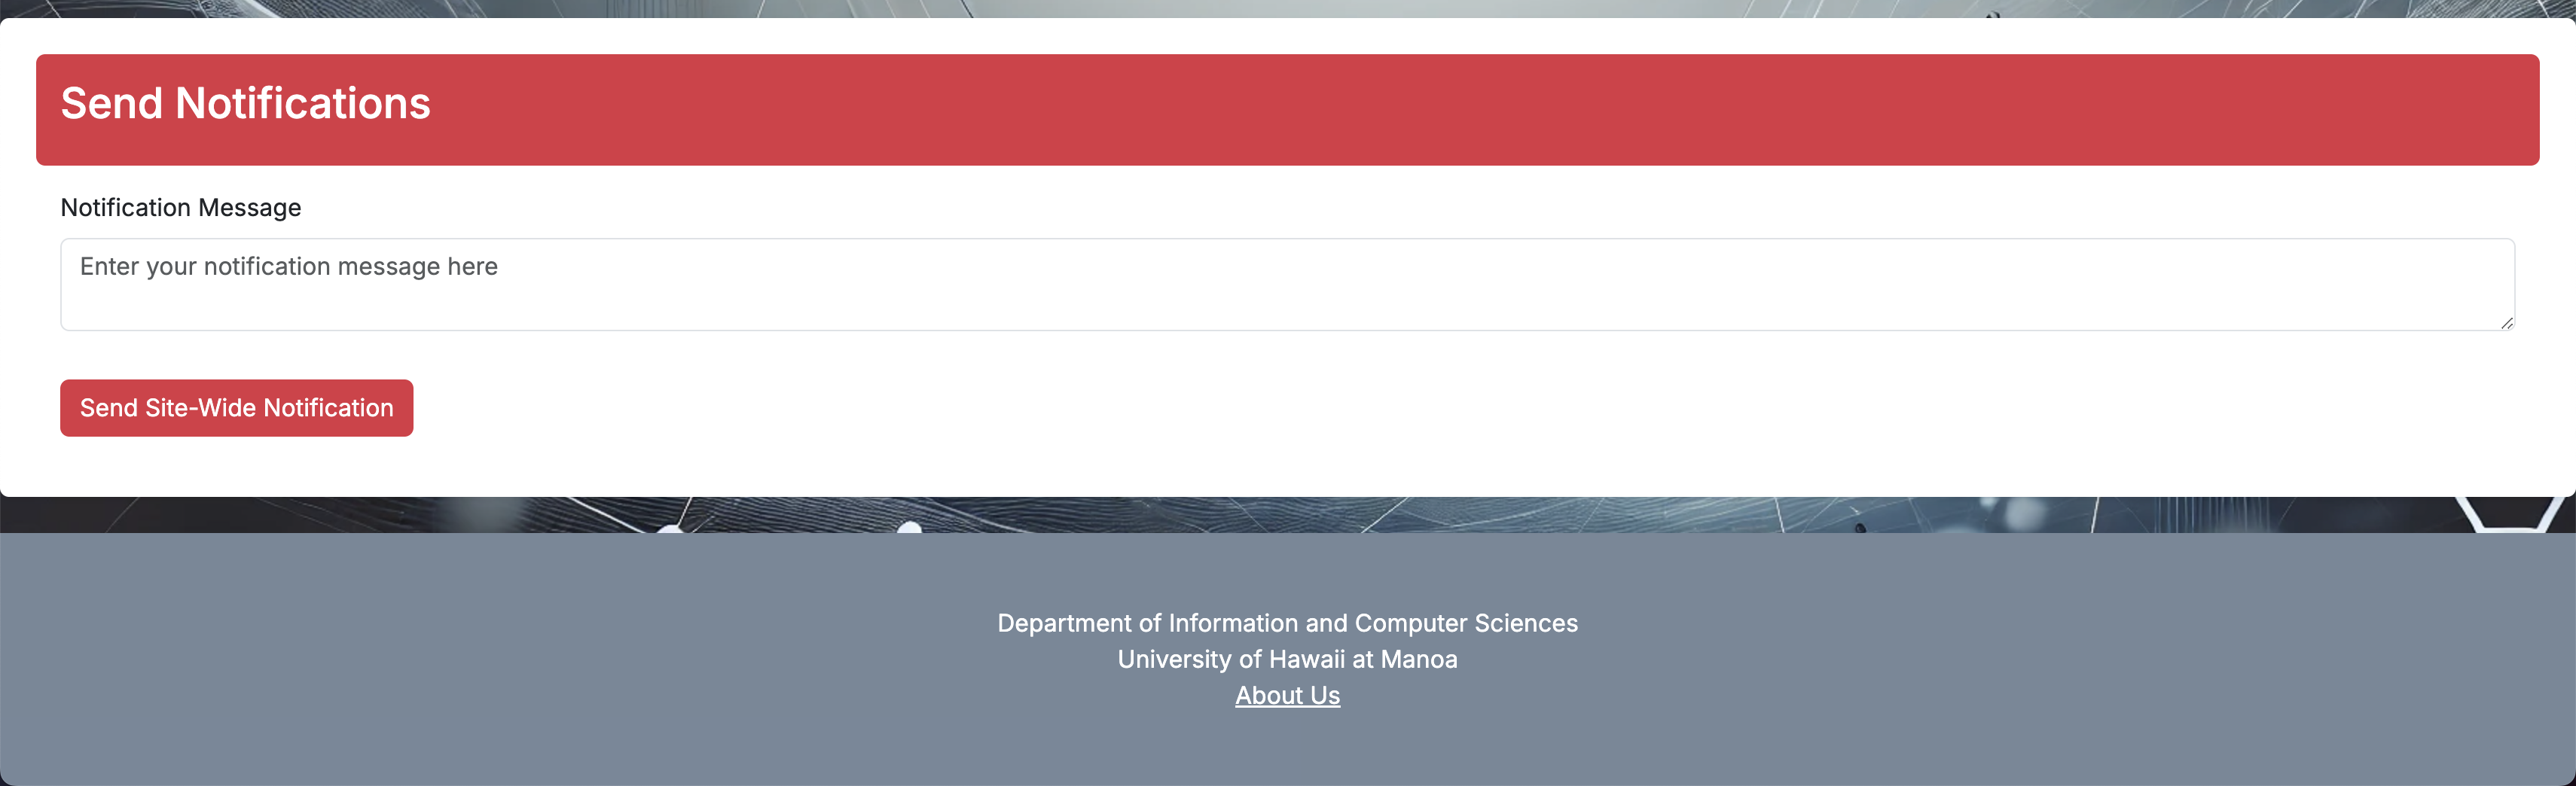 Send Notifications
Notification Message
Enter your notification message here
Send Site-Wide Notification
Department of Information and Computer Sciences
University of Hawaii at Manoa
About Us